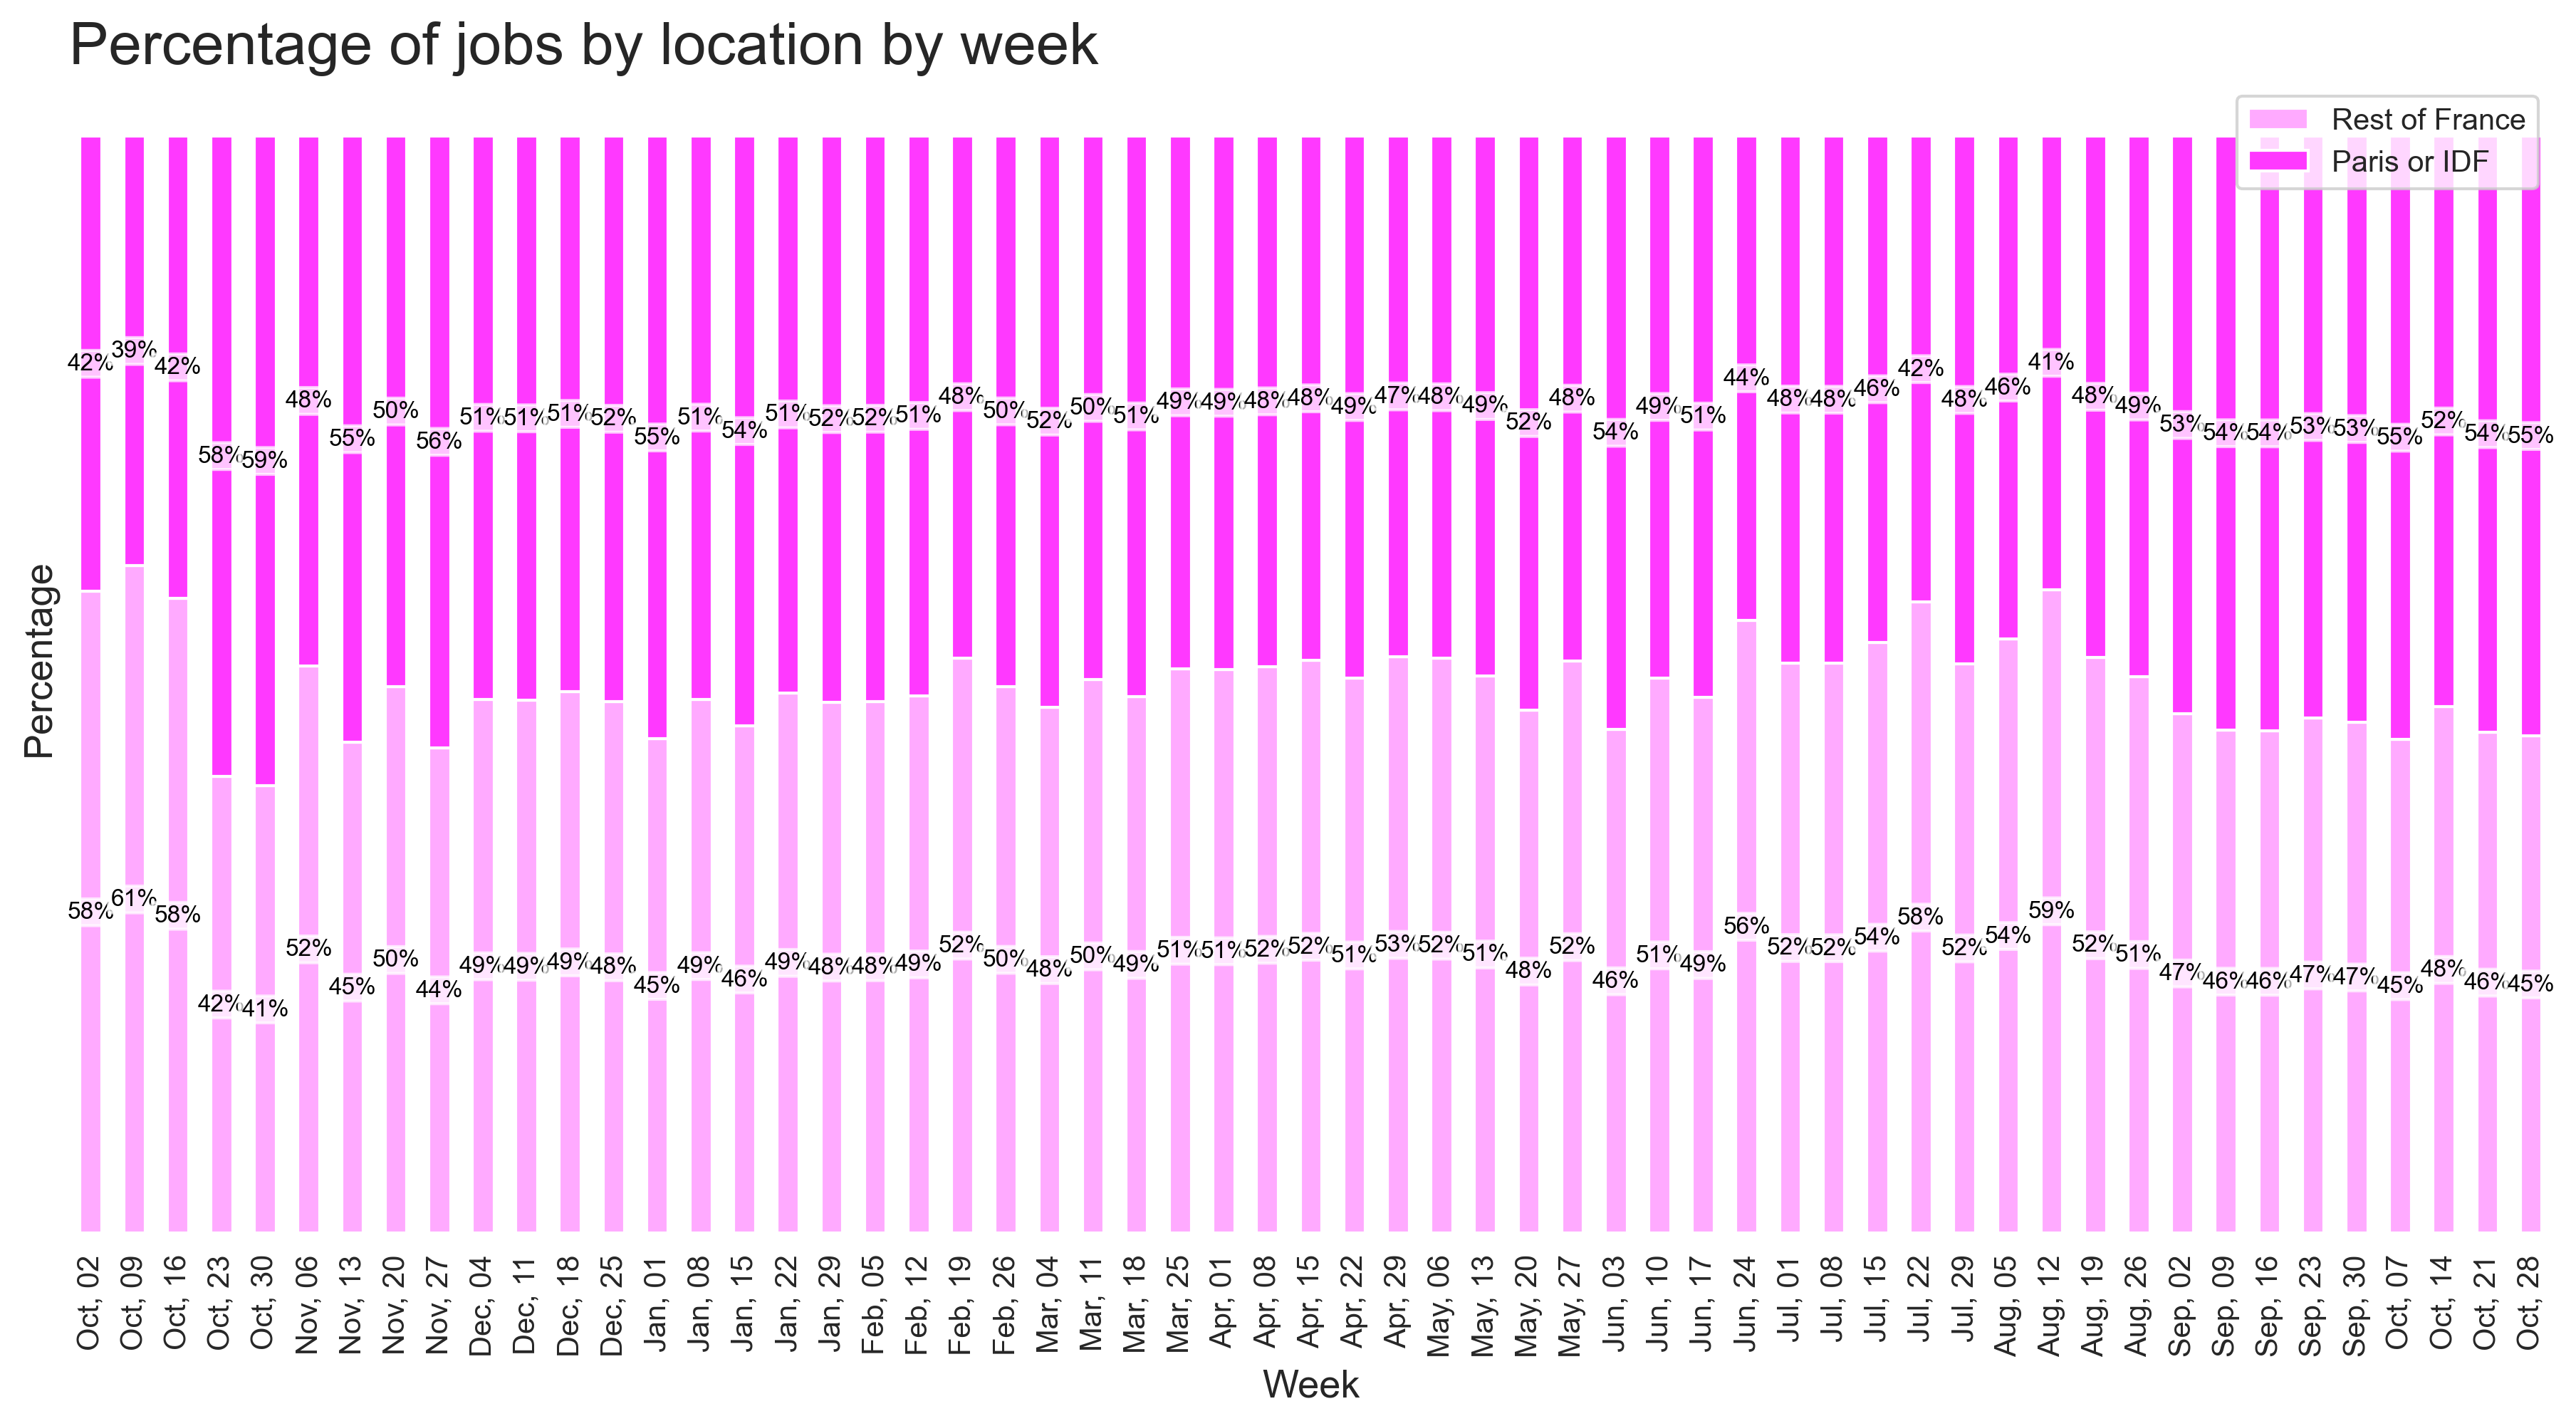 Percentage of jobs by location by week
Rest of France
Paris or IDF
Percentage
42% 39% 42% 58% 59% 48% 55% 50% 56% 51% 51% 51% 52% 55% 51% 54% 51% 52% 52% 51% 48% 50% 52% 50% 51% 49% 49% 48% 48% 49% 47% 48% 49% 52% 48% 54% 49% 51% 44% 48% 48% 46% 42% 48% 46% 41% 48% 49% 53% 54% 54% 53% 53% 55% 52% 54% 55%
58% 61% 58% 42% 41% 52% 45% 50% 44% 49% 49% 49% 48% 45% 49% 46% 49% 48% 48% 49% 52% 50% 48% 50% 49% 51% 51% 52% 52% 51% 53% 52% 51% 48% 52% 46% 51% 49% 56% 52% 52% 54% 58% 52% 54% 59% 52% 51% 47% 46% 46% 47% 47% 45% 48% 46% 45%
Oct, 02
Oct, 09
Oct, 16
Oct, 23
Oct, 30
Nov, 06
Nov, 13
Nov, 20
Nov, 27
Dec, 04
Dec, 11
Dec, 18
Dec, 25
Jan, 01
Jan, 08
Jan, 15
Jan, 22
Jan, 29
Feb, 05
Feb, 12
Feb, 19
Feb, 26
Mar, 04
Mar, 11
Mar, 18
Mar, 25
Apr, 01
Apr, 08
Apr, 15
Apr, 22
Apr, 29
May, 06
May, 13
May, 20
May, 27
Jun, 03
Jun, 10
Jun, 17
Jun, 24
Jul, 01
Jul, 08
Jul, 15
Jul, 22
Jul, 29
Aug, 05
Aug, 12
Aug, 19
Aug, 26
Sep, 02
Sep, 09
Sep, 16
Sep, 23
Sep, 30
Oct, 07
Oct, 14
Oct, 21
Oct, 28
Week